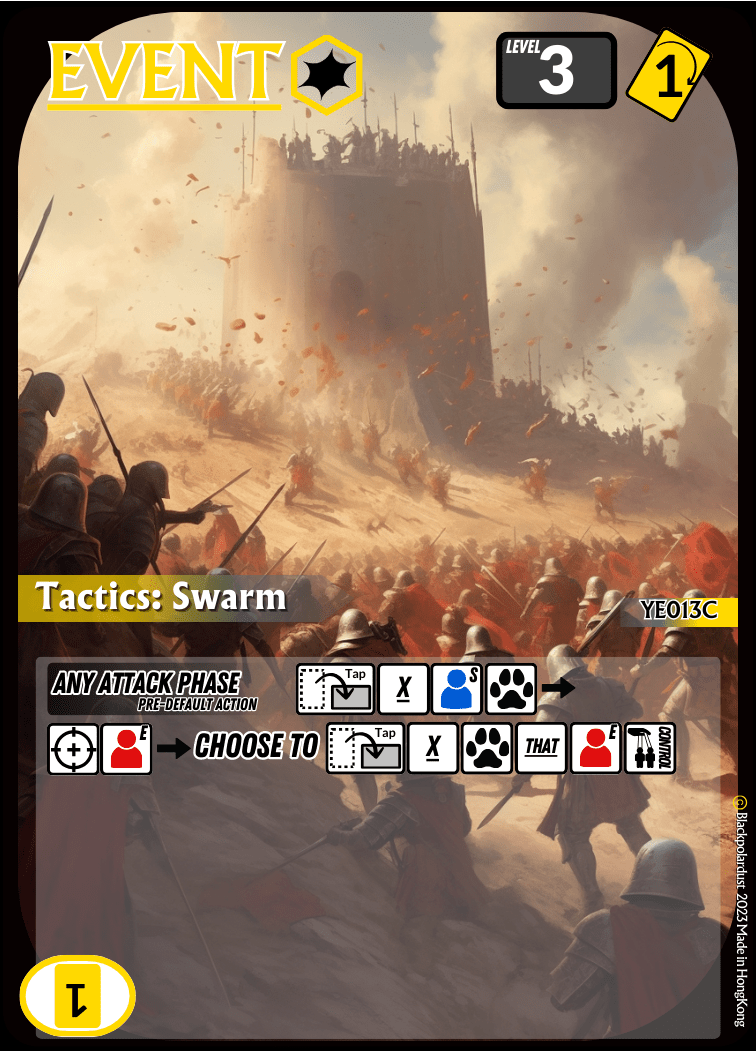 EVENT
LEVEL 3
1
Tactics: Swarm
YE013C
ANY ATTACK PHASE
PRE-DEFAULT ACTION
Tap X S
E CHOOSE TO Tap X THAT E CONTROL
© Blackpolardust 2023 Made in HongKong
1